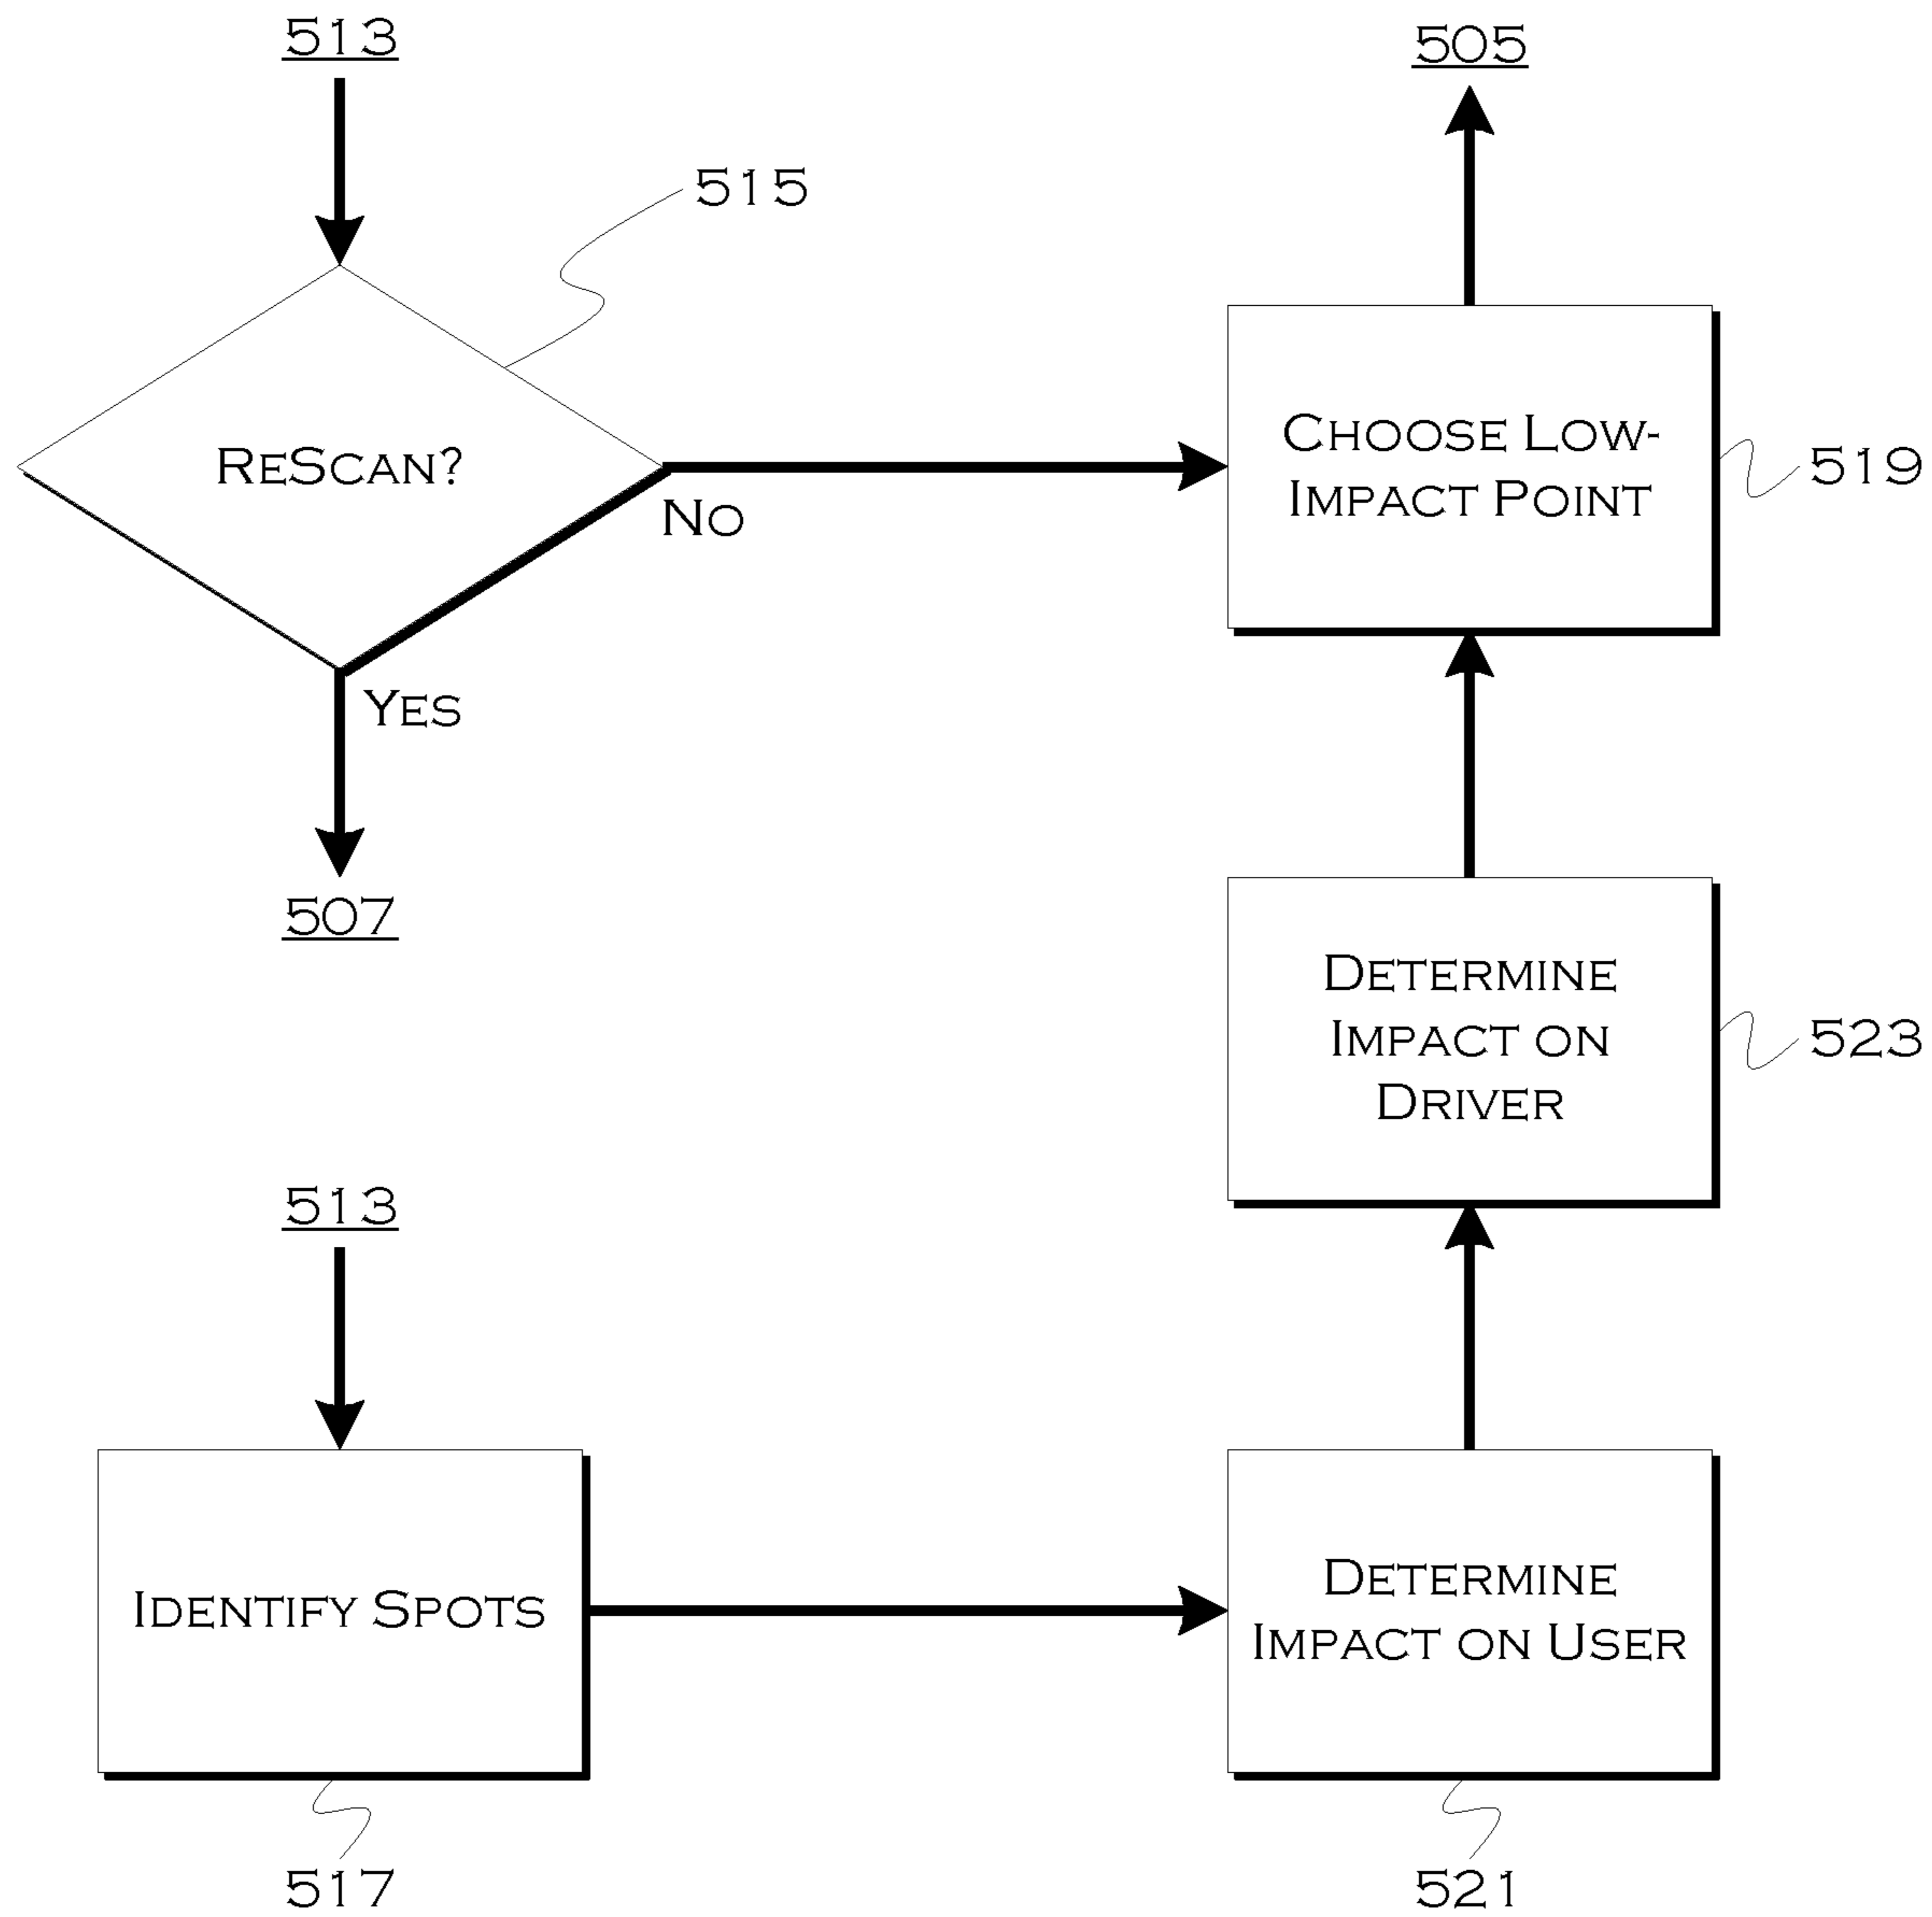 513
505
515
ReScan?
Choose Low-
Impact Point
519
No
Yes
507
Determine
Impact on
Driver
523
513
Identify Spots
Determine
Impact on User
517
521